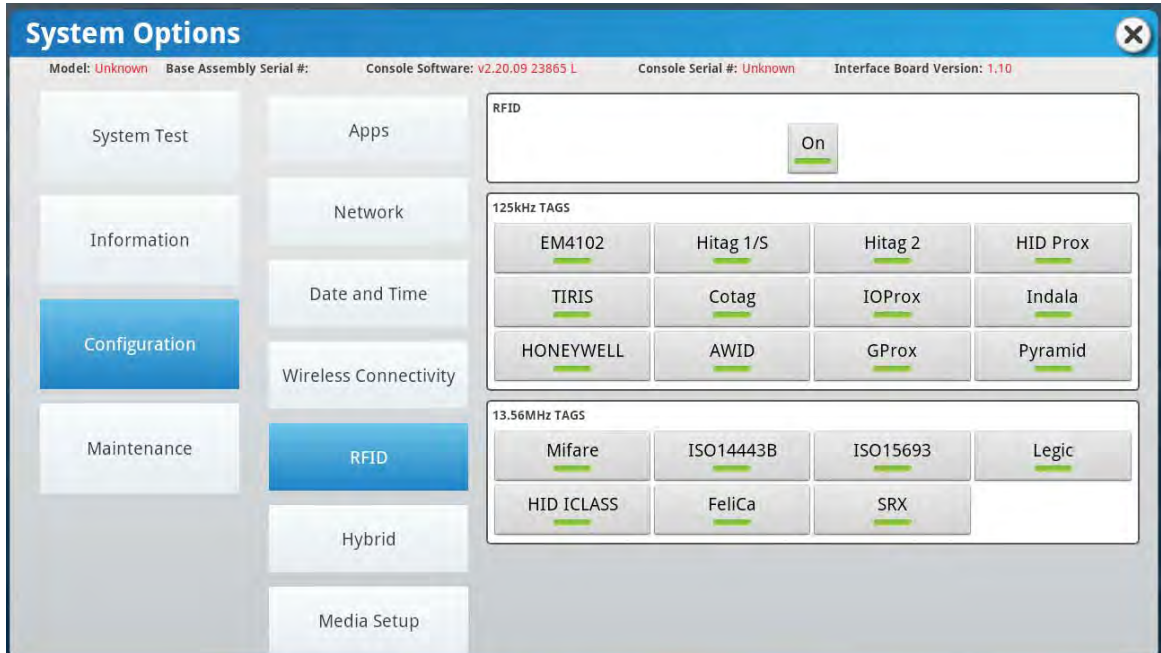 System Options
Model: Unknown Base Assembly Serial #: Console Software: v2.20.09 23865 L Console Serial #: Unknown Interface Board Version: 1.10
System Test
Information
Configuration
Maintenance
Apps
Network
Date and Time
Wireless Connectivity
RFID
Hybrid
Media Setup
RFID
On
125kHz TAGS
EM4102 Hitag 1/S Hitag 2 HID Prox
TIRIS Cotag IOProx Indala
HONEYWELL AWID GProx Pyramid
13.56MHz TAGS
Mifare ISO14443B ISO15693 Legic
HID ICLASS FeliCa SRX